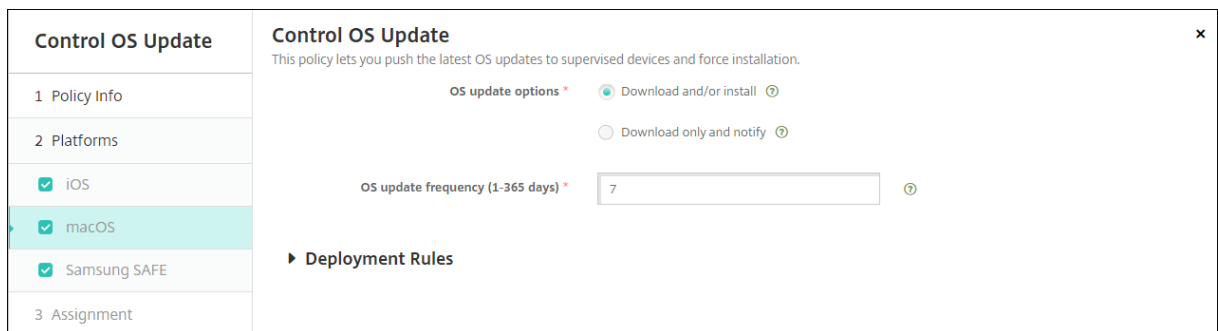 Control OS Update
1 Policy Info
2 Platforms
iOS
macOS
Samsung SAFE
3 Assignment
Control OS Update
This policy lets you push the latest OS updates to supervised devices and force installation.
OS update options *
Download and/or install
Download only and notify
OS update frequency (1-365 days) *
7
Deployment Rules